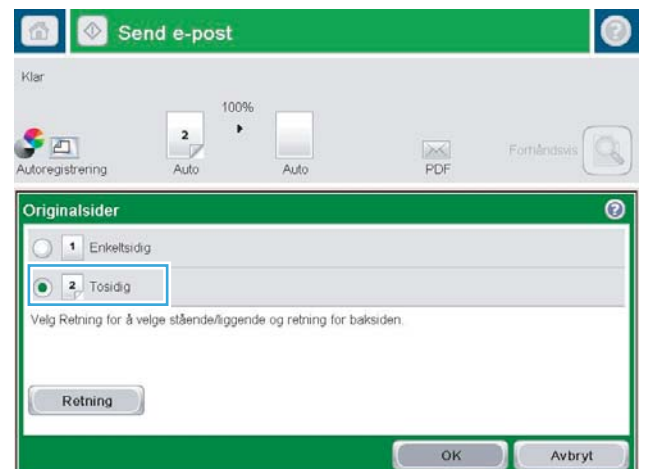 Send e-post
?
Klar
100%
2
Autoregistrering
Auto
Auto
PDF
Forhåndsvis
Originalsider
?
1 Enkeltsidig
2 Tosidig
Velg Retning for å velge stående/liggende og retning for baksiden.
Retning
OK
Avbryt